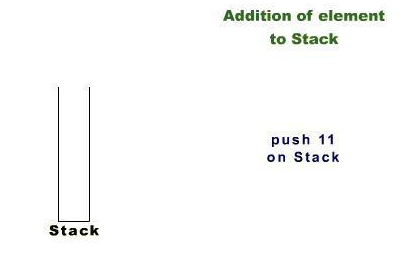 Addition of element
to Stack
push 11
on Stack
Stack